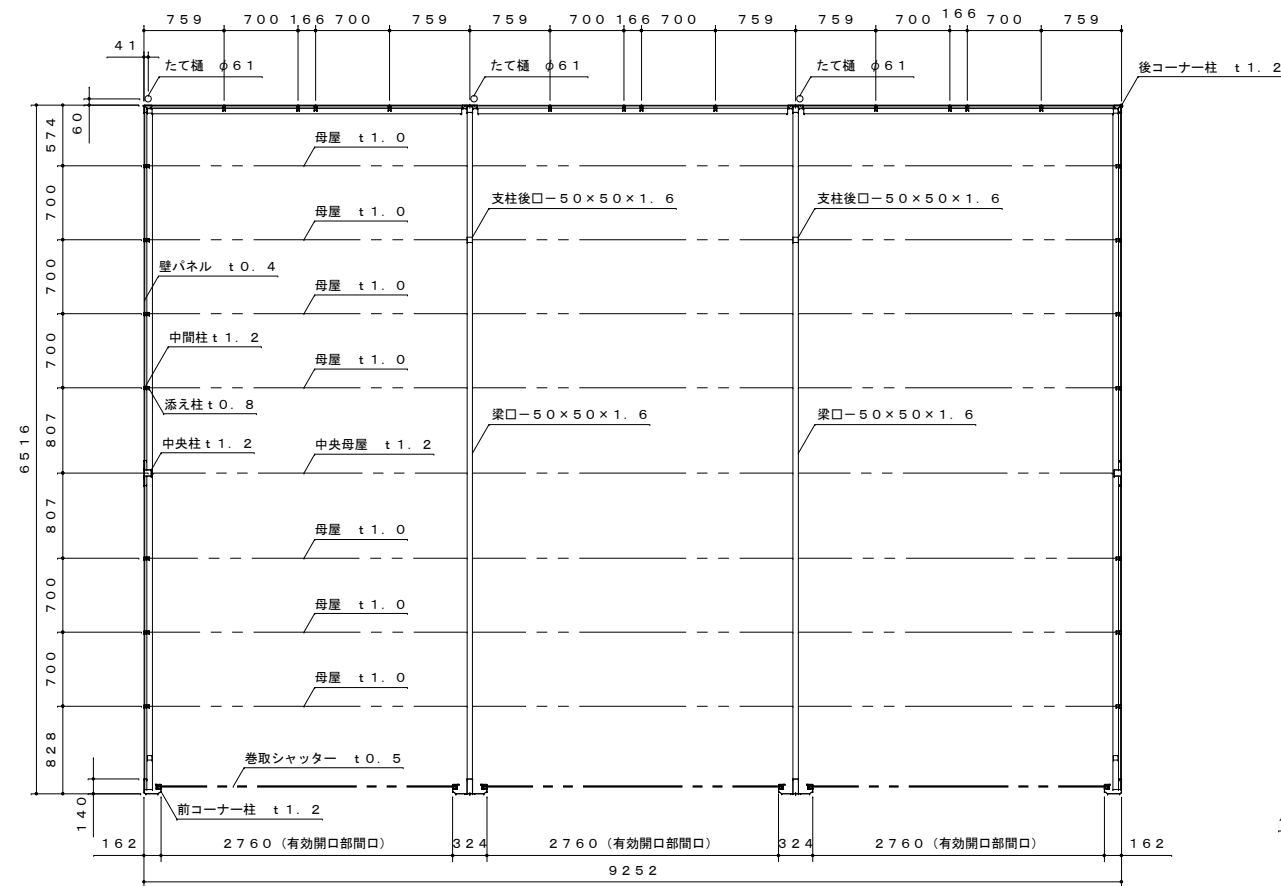 759 700 166 700 759 759 700 166 700 759 759 700 166 700 759
41
たて樋 φ61 たて樋 φ61 たて樋 φ61 後コーナー柱 t1.2
60
574
母屋 t1.0
700
支柱後口-50×50×1.6 支柱後口-50×50×1.6
母屋 t1.0
壁パネル t0.4
700
母屋 t1.0
中間柱t1.2
700
母屋 t1.0
添え柱t0.8
梁口-50×50×1.6 梁口-50×50×1.6
6516
807
中央柱t1.2 中央母屋 t1.2
807
母屋 t1.0
700
母屋 t1.0
700
母屋 t1.0
828
巻取シャッター t0.5
140
前コーナー柱 t1.2
162 2760(有効開口部間口) 324 2760(有効開口部間口) 324 2760(有効開口部間口) 162
9252